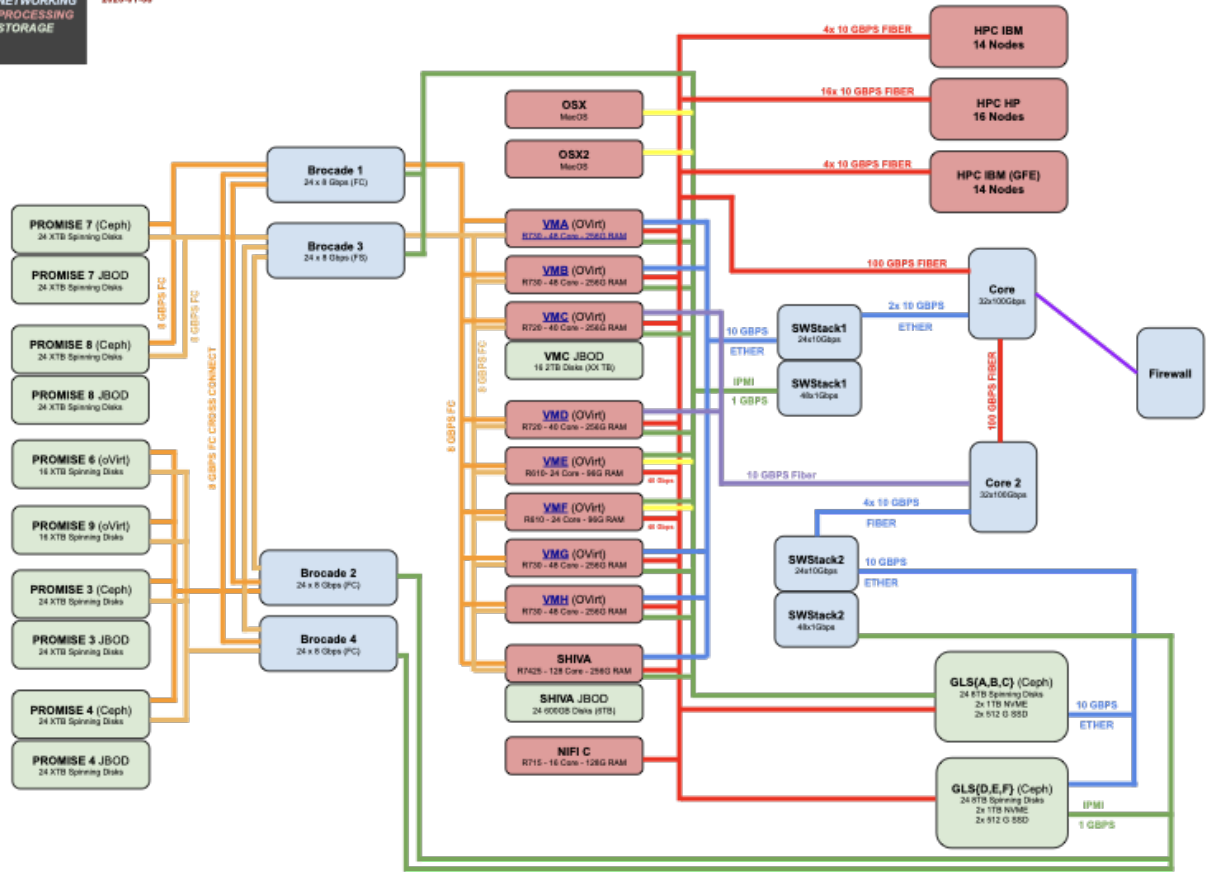 NETWORKING
PROCESSING
STORAGE
4x 10 GBPS FIBER
HPC IBM
14 Nodes
16x 10 GBPS FIBER
HPC HP
16 Nodes
4x 10 GBPS FIBER
HPC IBM (GFE)
14 Nodes
OSX
MacOS
OSX2
MacOS
Brocade 1
24 x 8 Gbps (FC)
Brocade 3
24 x 8 Gbps (FS)
PROMISE 7 (Ceph)
24 XTB Spinning Disks
PROMISE 7 JBOD
24 XTB Spinning Disks
PROMISE 8 (Ceph)
24 XTB Spinning Disks
PROMISE 8 JBOD
24 XTB Spinning Disks
PROMISE 6 (oVirt)
16 XTB Spinning Disks
PROMISE 9 (oVirt)
16 XTB Spinning Disks
PROMISE 3 (Ceph)
24 XTB Spinning Disks
PROMISE 3 JBOD
24 XTB Spinning Disks
PROMISE 4 (Ceph)
24 XTB Spinning Disks
PROMISE 4 JBOD
24 XTB Spinning Disks
8 GBPS FC
8 GBPS FC
8 GBPS FC CROSS CONNECT
Brocade 2
24 x 8 Gbps (FC)
Brocade 4
24 x 8 Gbps (FC)
8 GBPS FC
8 GBPS FC
VMA (OVirt)
R730 - 48 Core - 256G RAM
VMB (OVirt)
R730 - 48 Core - 256G RAM
VMC (OVirt)
R720 - 40 Core - 256G RAM
VMC JBOD
16 2TB Disks (XX TB)
VMD (OVirt)
R720 - 40 Core - 256G RAM
VME (OVirt)
R610- 24 Core - 96G RAM
40 Gbps
VMF (OVirt)
R610 - 24 Core - 96G RAM
40 Gbps
VMG (OVirt)
R730 - 48 Core - 256G RAM
VMH (OVirt)
R730 - 48 Core - 256G RAM
SHIVA
R7425 - 128 Core - 256G RAM
SHIVA JBOD
24 600GB Disks (6TB)
NIFI C
R715 - 16 Core - 128G RAM
100 GBPS FIBER
Core
32x100Gbps
2x 10 GBPS
ETHER
10 GBPS
ETHER
SWStack1
24x10Gbps
IPMI
1 GBPS
SWStack1
48x1Gbps
Firewall
100 GBPS FIBER
10 GBPS Fiber
Core 2
32x100Gbps
4x 10 GBPS
FIBER
SWStack2
24x10Gbps
10 GBPS
ETHER
SWStack2
48x1Gbps
GLS{A,B,C} (Ceph)
24 8TB Spinning Disks
2x 1TB NVME
2x 512 G SSD
10 GBPS
ETHER
GLS{D,E,F} (Ceph)
24 8TB Spinning Disks
2x 1TB NVME
2x 512 G SSD
IPMI
1 GBPS